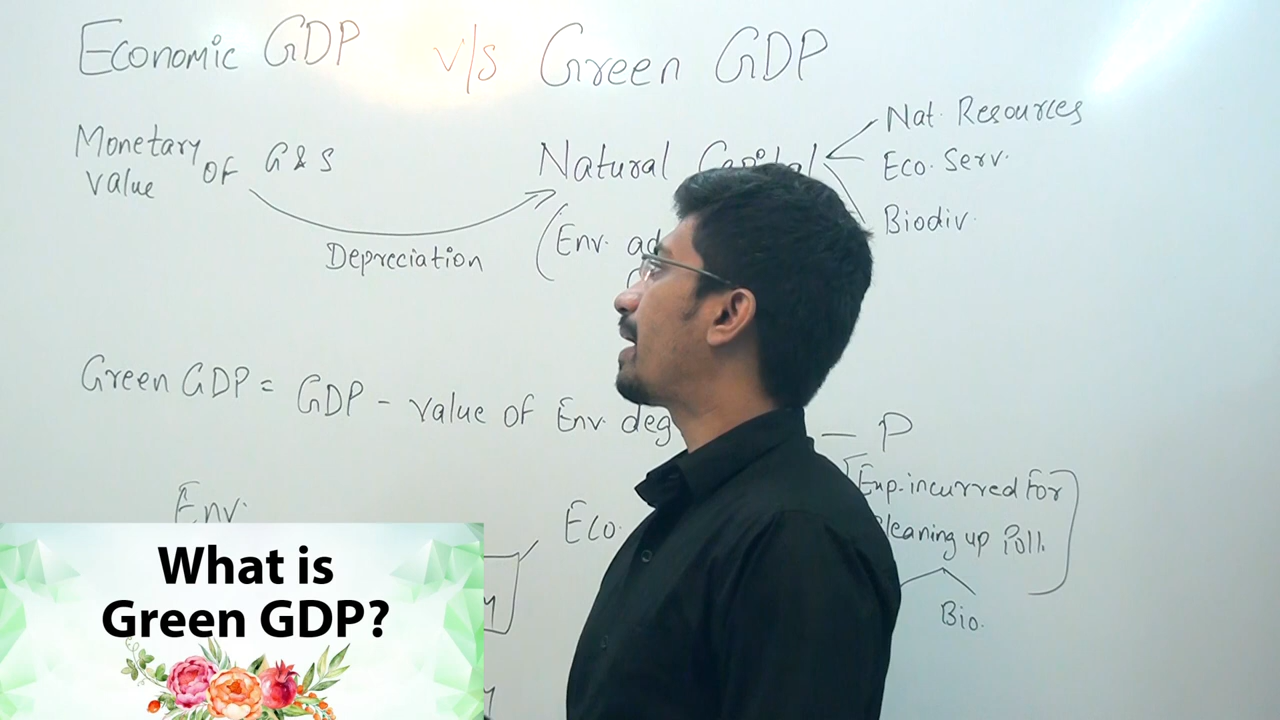 Economic GDP v/s Green GDP
Monetary value of G & S
Depreciation
Natural Capital
Nat. Resources
Eco. Serv.
Biodiv.
(Env.
Green GDP = GDP - value of Env. deg - P
Exp. incurred for
cleaning up Poll.
Bio.
Env.
Eco.
What is
Green GDP?